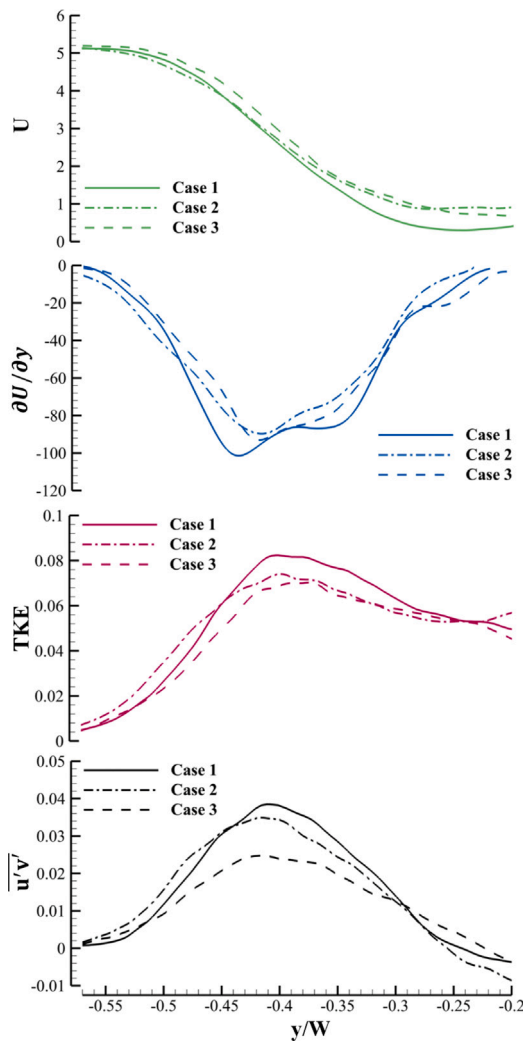 6
5
4
3
2
1
0
U
Case 1
Case 2
Case 3
0
-20
-40
-60
-80
-100
-120
∂U/∂y
Case 1
Case 2
Case 3
0.1
0.08
0.06
0.04
0.02
0
TKE
Case 1
Case 2
Case 3
0.05
0.04
0.03
0.02
0.01
0
-0.01
u'v'
Case 1
Case 2
Case 3
-0.55 -0.5 -0.45 -0.4 -0.35 -0.3 -0.25 -0.2
y/W